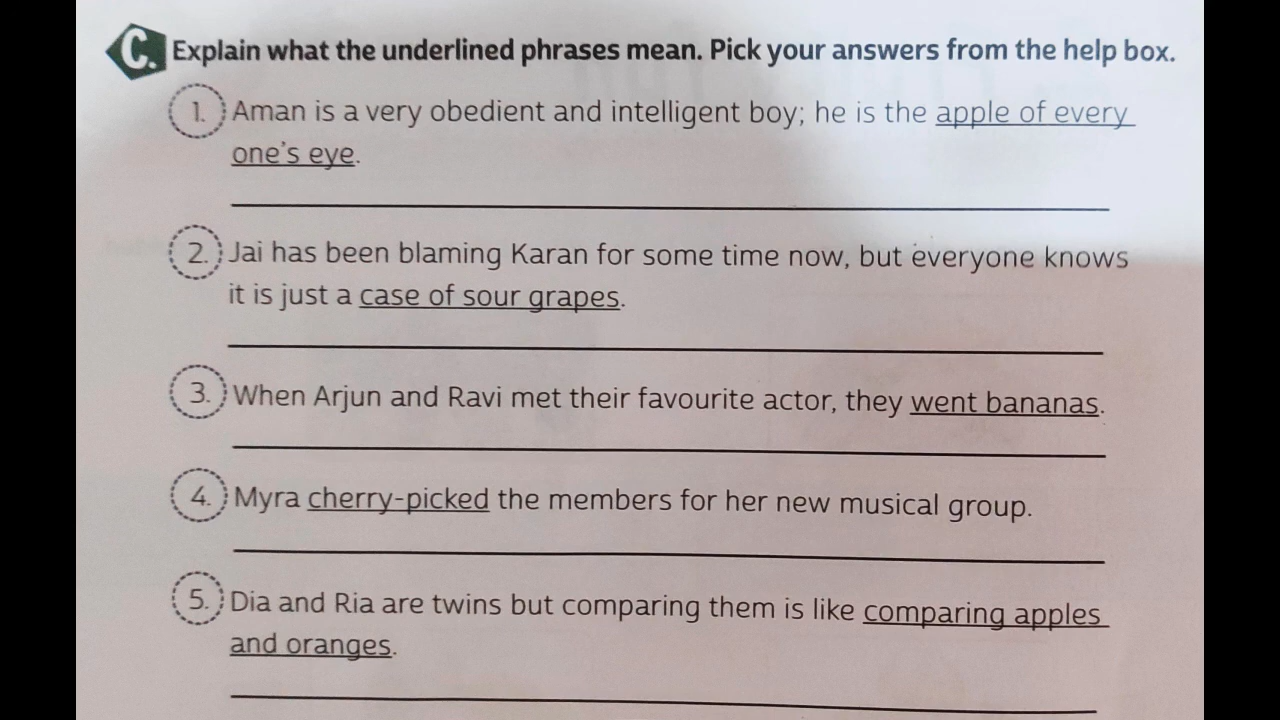 C. Explain what the underlined phrases mean. Pick your answers from the help box.
1. Aman is a very obedient and intelligent boy; he is the apple of every
one's eye.
2. Jai has been blaming Karan for some time now, but everyone knows
it is just a case of sour grapes.
3. When Arjun and Ravi met their favourite actor, they went bananas.
4. Myra cherry-picked the members for her new musical group.
5. Dia and Ria are twins but comparing them is like comparing apples
and oranges.